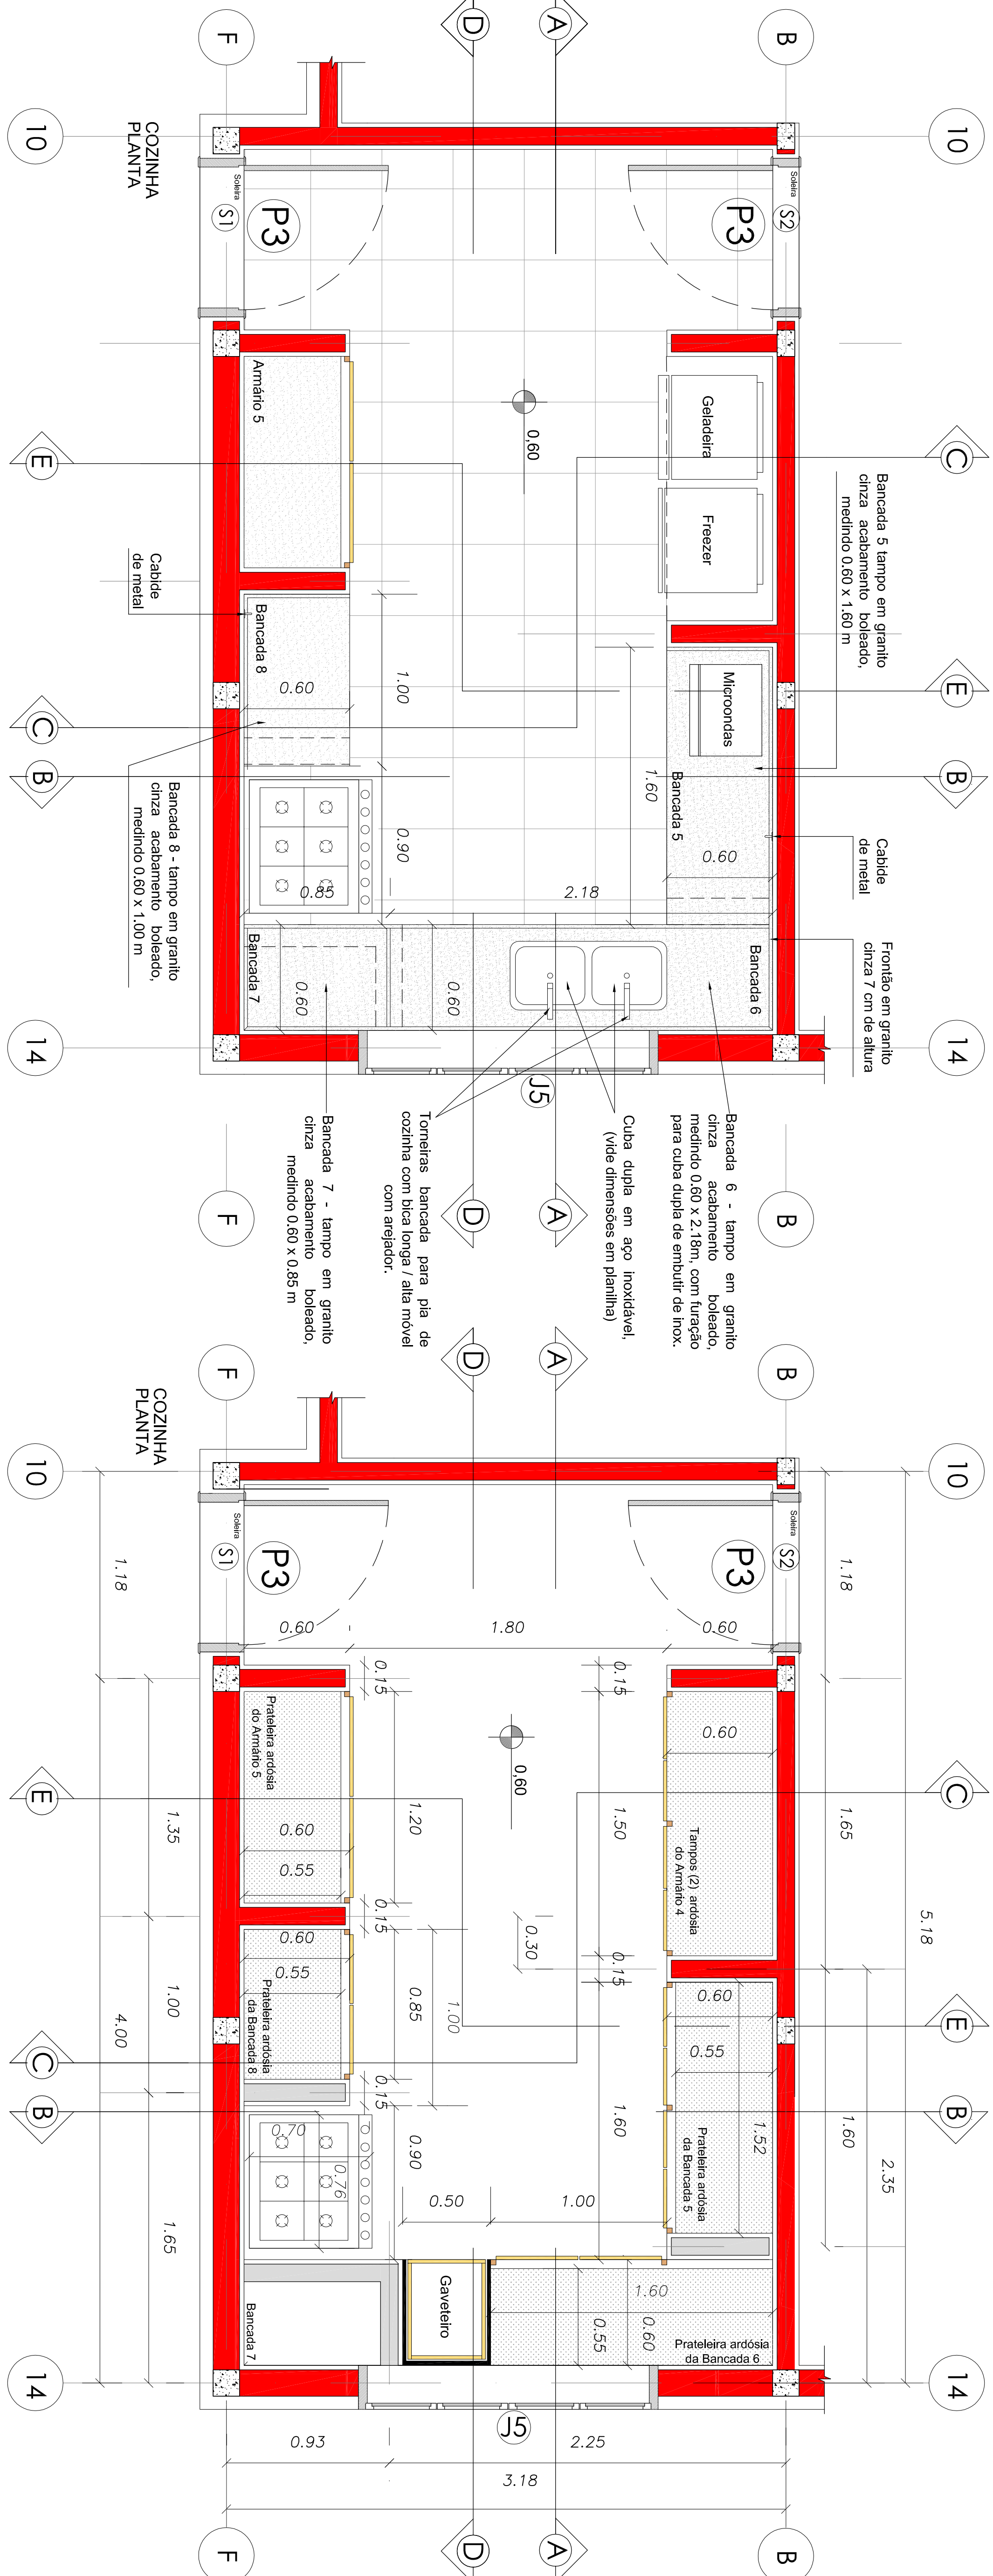 F
D
A
B
10
10
COZINHA
PLANTA
Soleira
S1
P3
P3
S2
Soleira
Armário 5
0,60
Geladeira
Freezer
E
C
Bancada 5 tampo em granito
cinza acabamento boleado,
medindo 0.60 x 1.60 m
Cabide
de metal
Bancada 8
0.60
1.00
Microondas
Bancada 5
1.60
0.60
E
C
B
B
Cabide
de metal
Bancada 8 - tampo em granito
cinza acabamento boleado,
medindo 0.60 x 1.00 m
0.90
0.85
2.18
Frontão em granito
cinza 7 cm de altura
Bancada 7
0.60
0.60
Bancada 6
14
14
J5
Bancada 6 - tampo em granito
cinza acabamento boleado,
medindo 0.60 x 2.18m, com furação
para cuba dupla de embutir de inox.
Cuba dupla em aço inoxidável,
(vide dimensões em planilha)
Torneiras bancada para pia de
cozinha com bica longa / alta móvel
com arejador.
Bancada 7 - tampo em granito
cinza acabamento boleado,
medindo 0.60 x 0.85 m
F
D
A
B
F
D
A
B
COZINHA
PLANTA
10
10
Soleira
S1
P3
P3
S2
Soleira
1.18
1.18
0.60
1.80
0.60
0.15
0.15
Prateleira ardósia
do Armário 5
0.60
0.55
1.20
0,60
1.50
0.60
Tampos (2) ardósia
do Armário 4
E
C
1.35
1.65
5.18
0.15
0.30
0.15
0.60
0.55
Prateleira ardósia
da Bancada 8
0.85
1.00
0.60
0.55
1.52
Prateleira ardósia
da Bancada 5
1.60
1.60
2.35
E
1.00
4.00
C
B
B
0.15
0.70
0.76
0.90
0.50
1.00
1.65
Bancada 7
Gaveteiro
1.60
0.55
0.60
Prateleira ardósia
da Bancada 6
14
14
J5
0.93
2.25
3.18
F
D
A
B